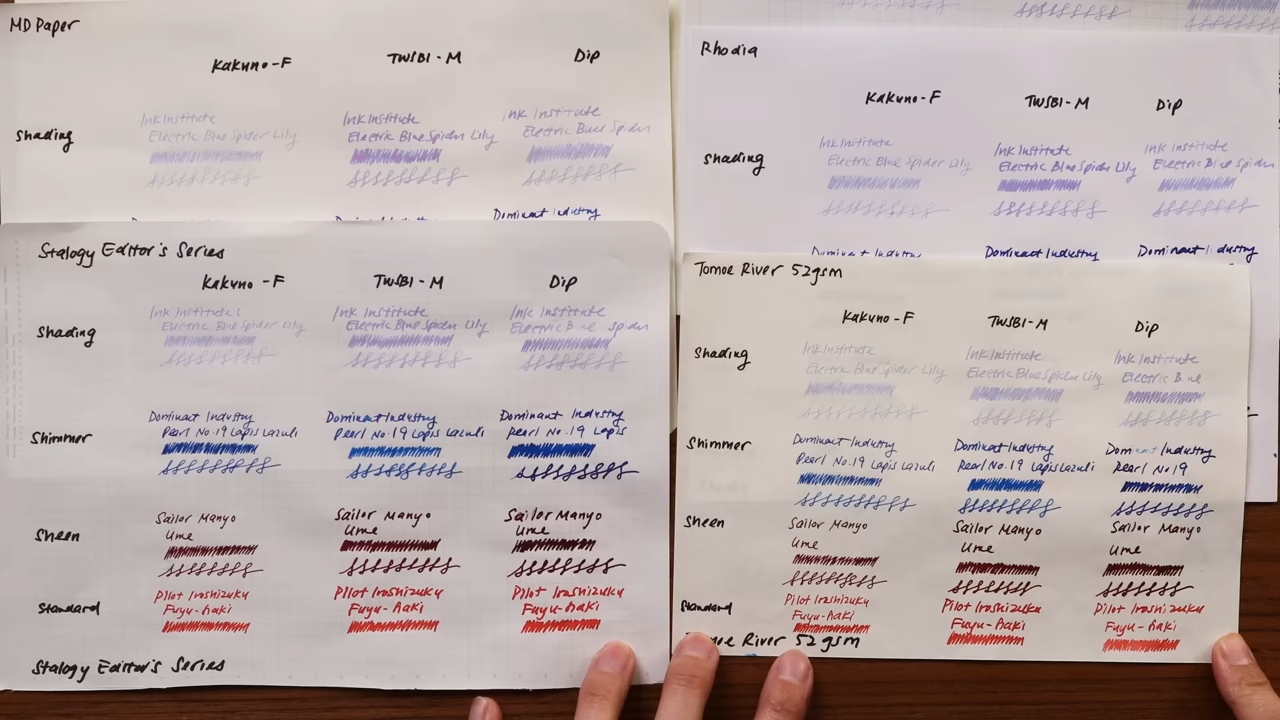 MD Paper
Kakuno-F TWSBI-M Dip
Shading
Ink Institute Ink Institute Ink Institute
Electric Blue Spider Lily Electric Blue Spider Lily Electric Blue Spider
Dominant Industry
Stalogy Editor's Series
Kakuno-F TWSBI-M Dip
Shading
Ink Institute Ink Institute Ink Institute
Electric Blue Spider Lily Electric Blue Spider Lily Electric Blue Spider
Shimmer
Dominant Industry Dominant Industry Dominant Industry
Pearl No.19 Lapis Lazuli Pearl No.19 Lapis Lazuli Pearl No.19 Lapis
Sheen
Sailor Manyo Sailor Manyo Sailor Manyo
Ume Ume Ume
Standard
Pilot Iroshizuku Pilot Iroshizuku Pilot Iroshizuku
Fuyu-Gaki Fuyu-Gaki Fuyu-Gaki
Stalogy Editor's Series
Rhodia
Kakuno-F TWSBI-M Dip
Shading
Ink Institute Ink Institute Ink Institute
Electric Blue Spider Lily Electric Blue Spider Lily Electric Blue Spider
Dominant Industry Dominant Industry Dominant Industry
Tomoe River 52gsm
Kakuno-F TWSBI-M Dip
Shading
Ink Institute Ink Institute Ink Institute
Electric Blue Spider Lily Electric Blue Spider Lily Electric Blue
Shimmer
Dominant Industry Dominant Industry Dominant Industry
Pearl No.19 Lapis Lazuli Pearl No.19 Lapis Lazuli Pearl No.19
Sheen
Sailor Manyo Sailor Manyo Sailor Manyo
Ume Ume Ume
Standard
Pilot Iroshizuku Pilot Iroshizuku Pilot Iroshizuku
Fuyu-Gaki Fuyu-Gaki Fuyu-Gaki
Tomoe River 52gsm